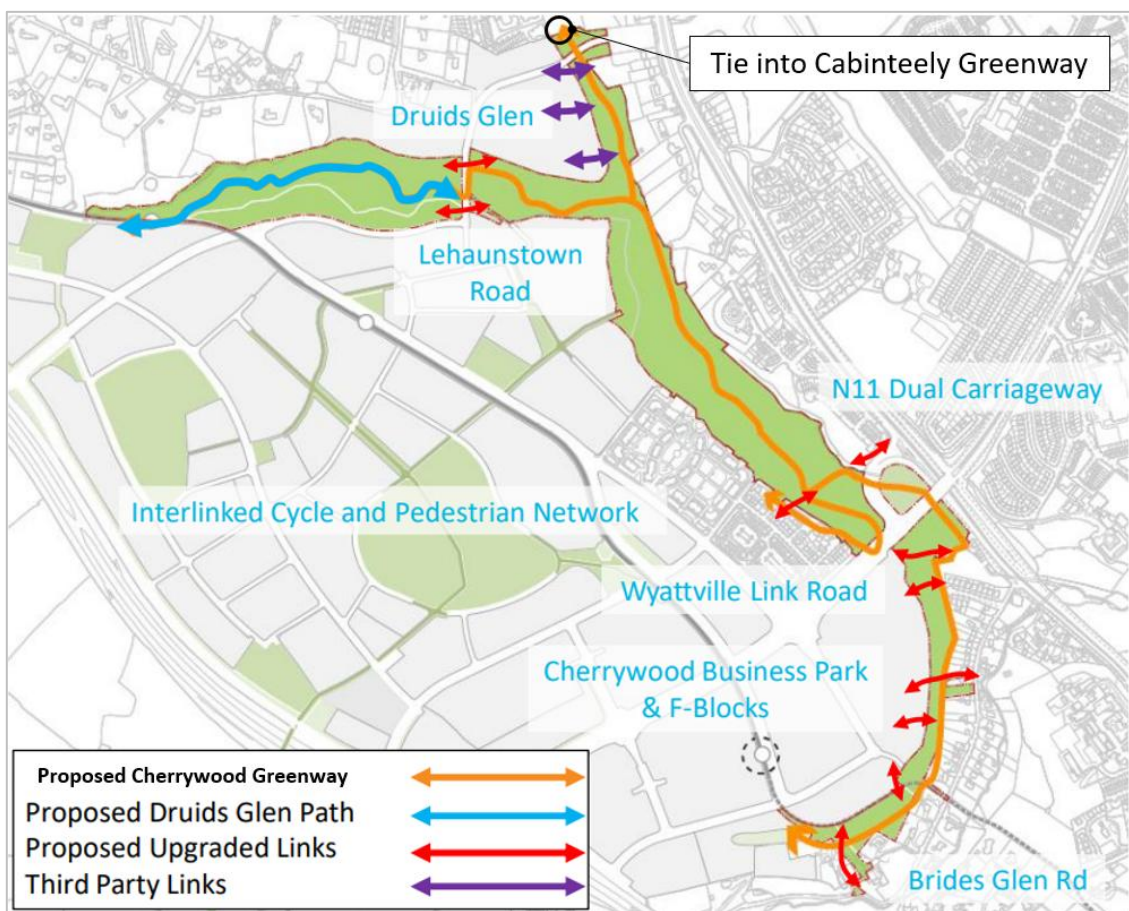 Tie into Cabinteely Greenway
Druids Glen
Lehaunstown
Road
N11 Dual Carriageway
Interlinked Cycle and Pedestrian Network
Wyattville Link Road
Cherrywood Business Park
& F-Blocks
Proposed Cherrywood Greenway
Proposed Druids Glen Path
Proposed Upgraded Links
Third Party Links
Brides Glen Rd